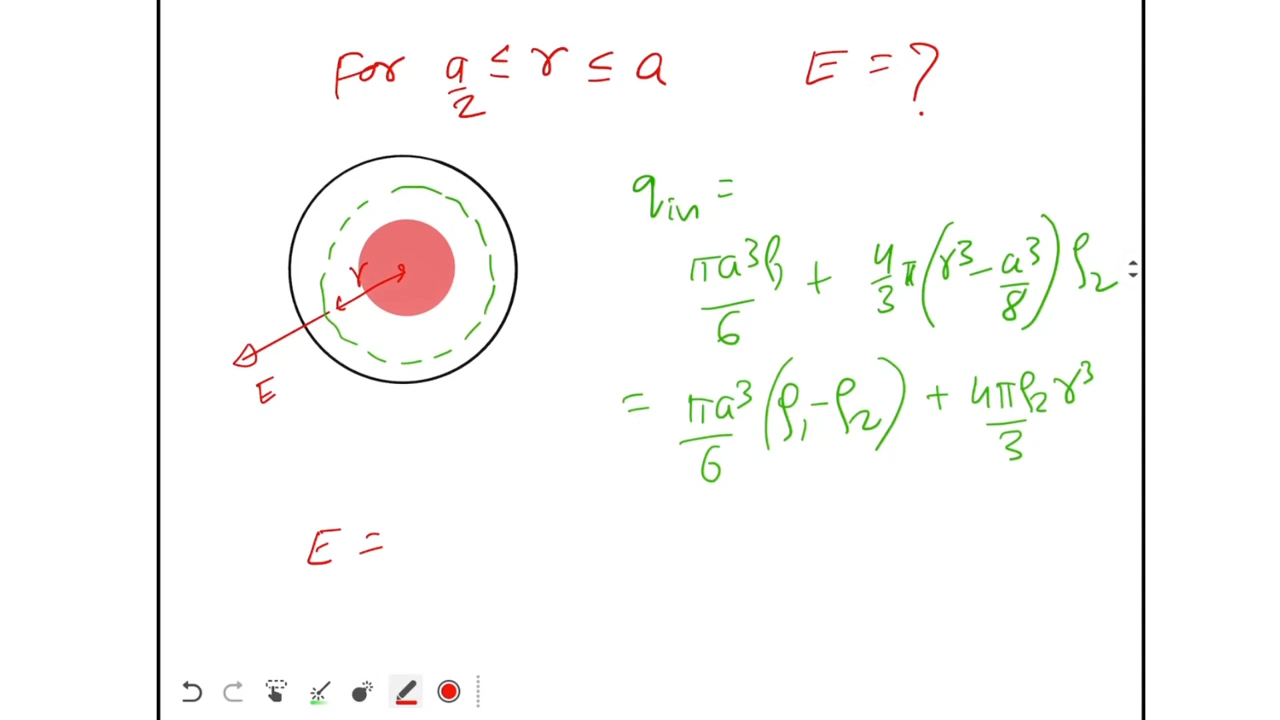 For a/2 ≤ r ≤ a E = ?
q_in =
πa³ρ₁/6 + 4/3 π (r³ - a³/8) ρ₂
= πa³/6 (ρ₁ - ρ₂) + 4πρ₂r³/3
r
E
E =